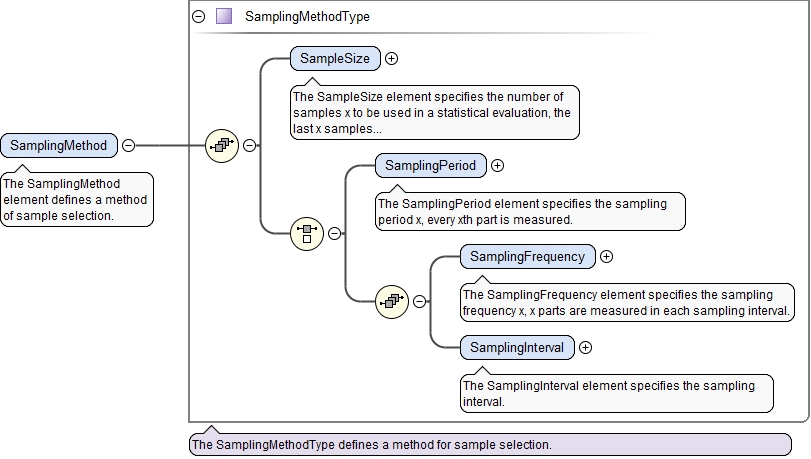 SamplingMethodType
SampleSize
The SampleSize element specifies the number of
samples x to be used in a statistical evaluation, the
last x samples...
SamplingMethod
The SamplingMethod
element defines a method
of sample selection.
SamplingPeriod
The SamplingPeriod element specifies the sampling
period x, every xth part is measured.
SamplingFrequency
The SamplingFrequency element specifies the sampling
frequency x, x parts are measured in each sampling interval.
SamplingInterval
The SamplingInterval element specifies the sampling
interval.
The SamplingMethodType defines a method for sample selection.